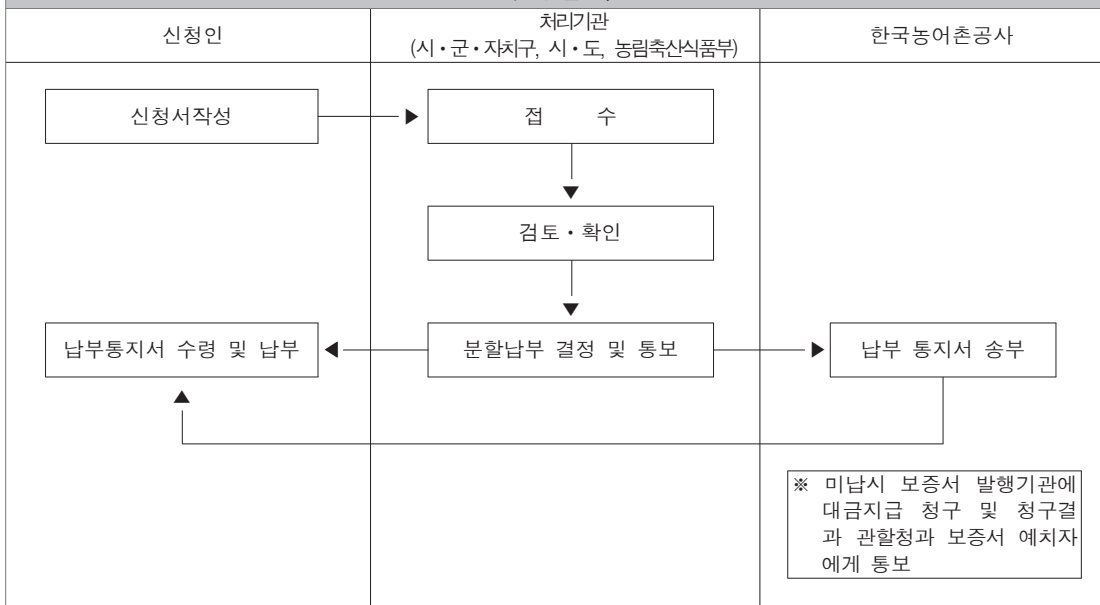 신청인
처리기관
(시・군・자치구, 시・도, 농림축산식품부)
한국농어촌공사
신청서작성
접 수
검토・확인
납부통지서 수령 및 납부
분할납부 결정 및 통보
납부 통지서 송부
※ 미납시 보증서 발행기관에
대금지급 청구 및 청구결
과 관할청과 보증서 예치자
에게 통보